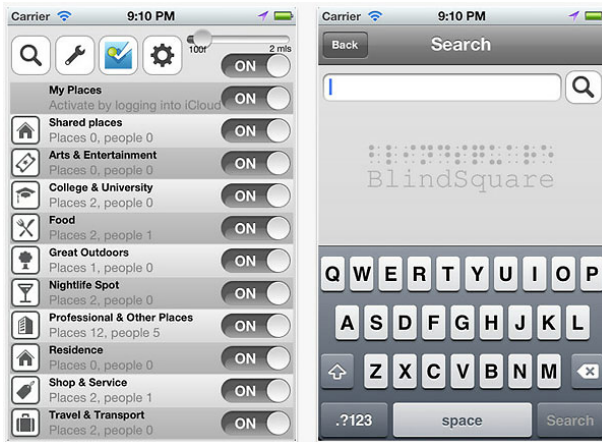 Carrier 9:10 PM
100f 2 mls
ON
My Places
Activate by logging into iCloud
ON
Shared places
Places 0, people 0
ON
Arts & Entertainment
Places 0, people 0
ON
College & University
Places 2, people 0
ON
Food
Places 2, people 1
ON
Great Outdoors
Places 1, people 0
ON
Nightlife Spot
Places 2, people 0
ON
Professional & Other Places
Places 12, people 5
ON
Residence
Places 0, people 0
ON
Shop & Service
Places 2, people 1
ON
Travel & Transport
Places 2, people 0
ON
Carrier 9:10 PM
Back Search
BlindSquare
Q W E R T Y U I O P
A S D F G H J K L
Z X C V B N M
.?123 space Search